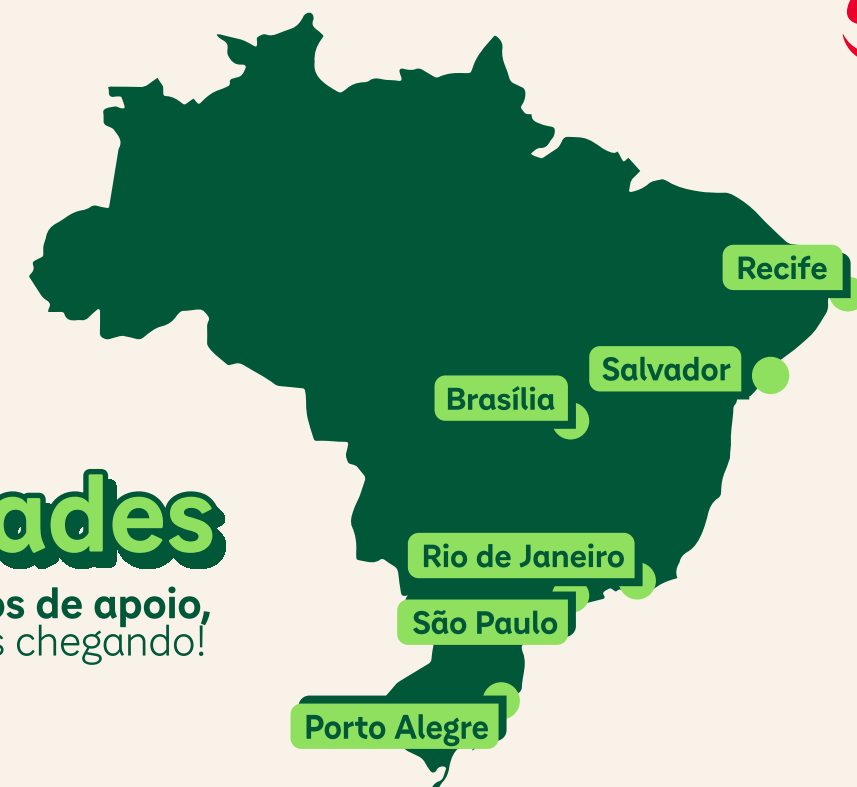 Recife
Salvador
Brasília
ades
Rio de Janeiro
os de apoio,
São Paulo
s chegando!
Porto Alegre